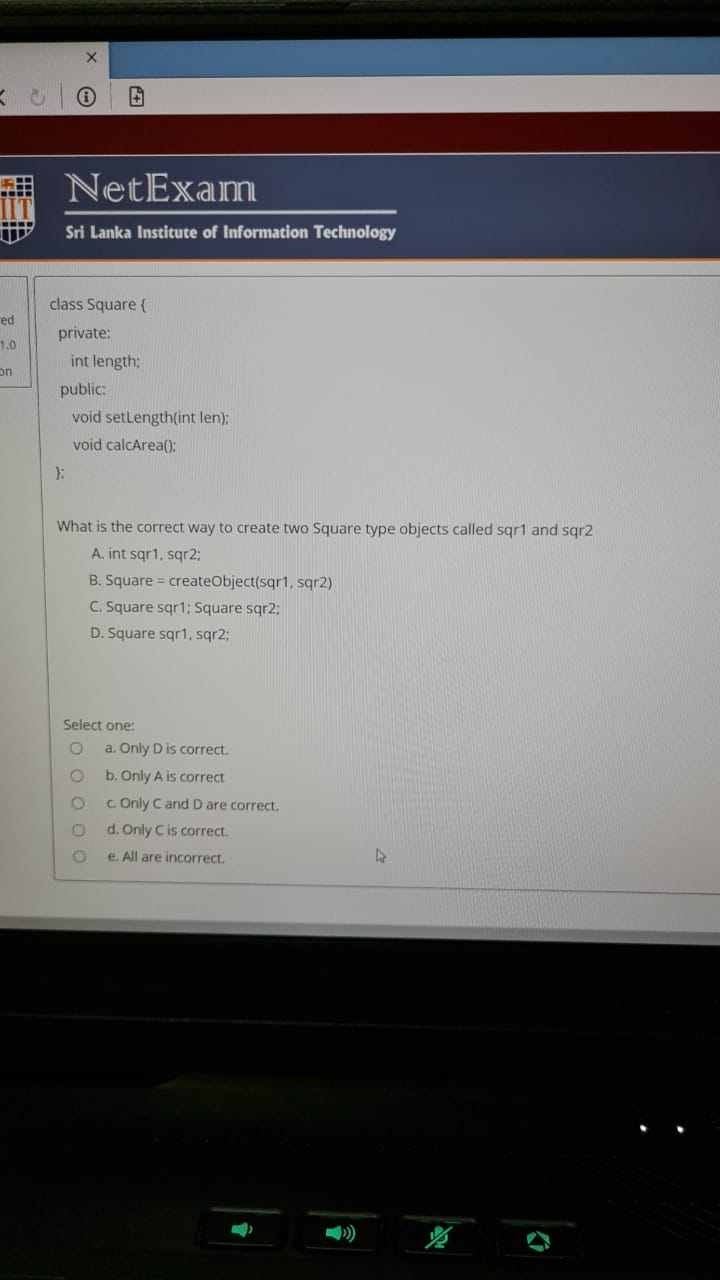 NetExam
IIT
Sri Lanka Institute of Information Technology
ed
1.0
on
class Square {
private:
int length;
public:
void setLength(int len);
void calcArea();
};
What is the correct way to create two Square type objects called sqr1 and sqr2
A. int sqr1, sqr2;
B. Square = createObject(sqr1, sqr2)
C. Square sqr1; Square sqr2;
D. Square sqr1, sqr2;
Select one:
a. Only D is correct.
b. Only A is correct
c. Only C and D are correct.
d. Only C is correct.
e. All are incorrect.